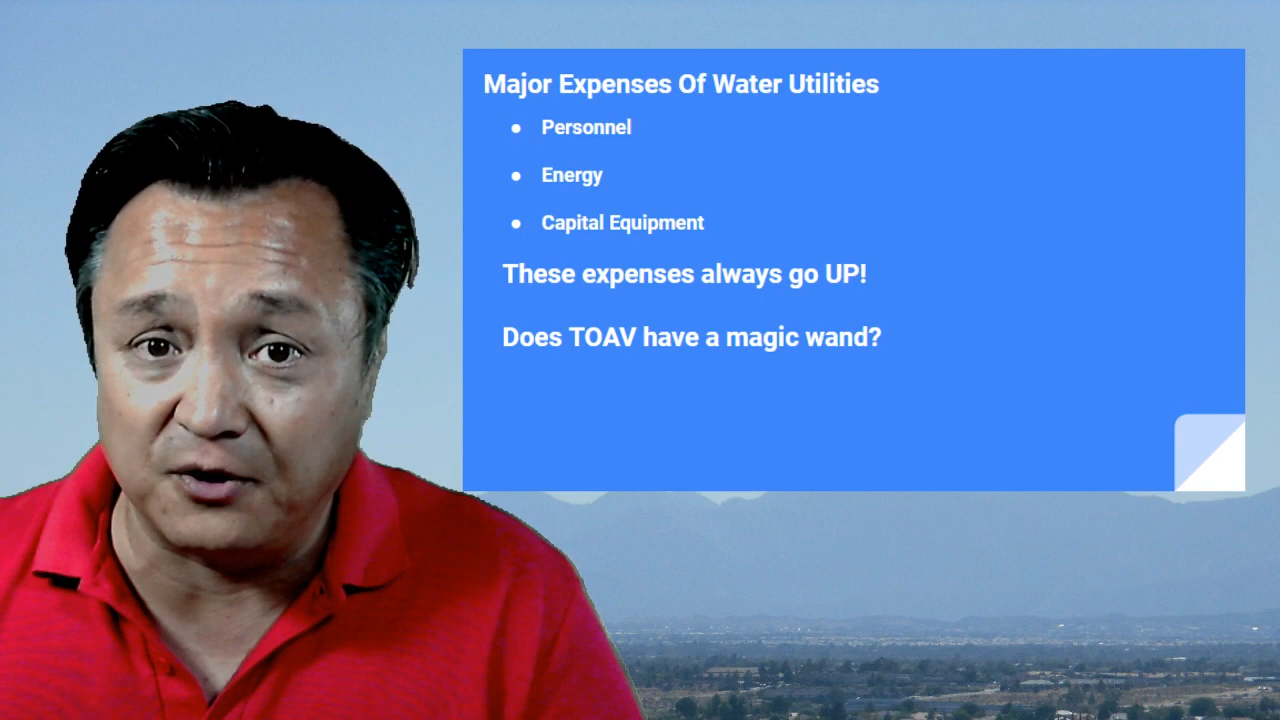 Major Expenses Of Water Utilities
● Personnel
● Energy
● Capital Equipment
These expenses always go UP!
Does TOAV have a magic wand?